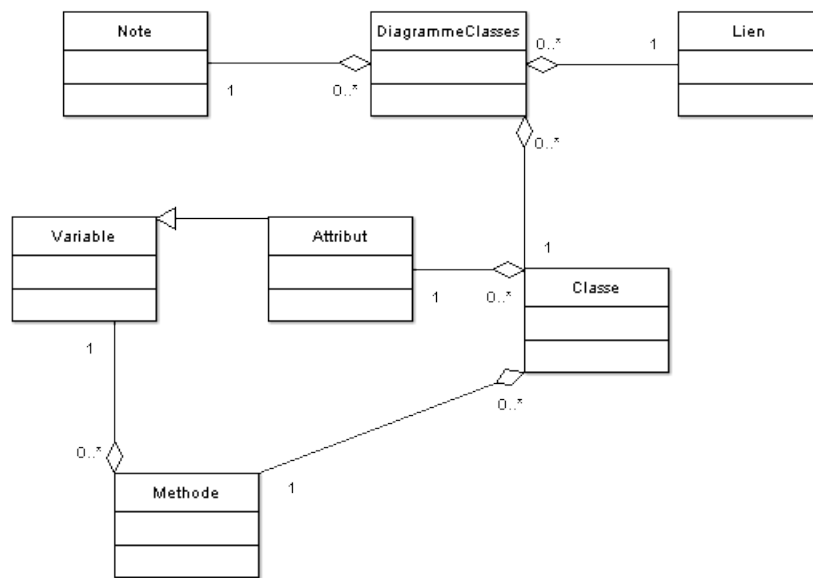 Note
DiagrammeClasses
Lien
0..*
1
1
0..*
0..*
Variable
Attribut
1
Classe
1
0..*
1
0..*
0..*
1
Methode